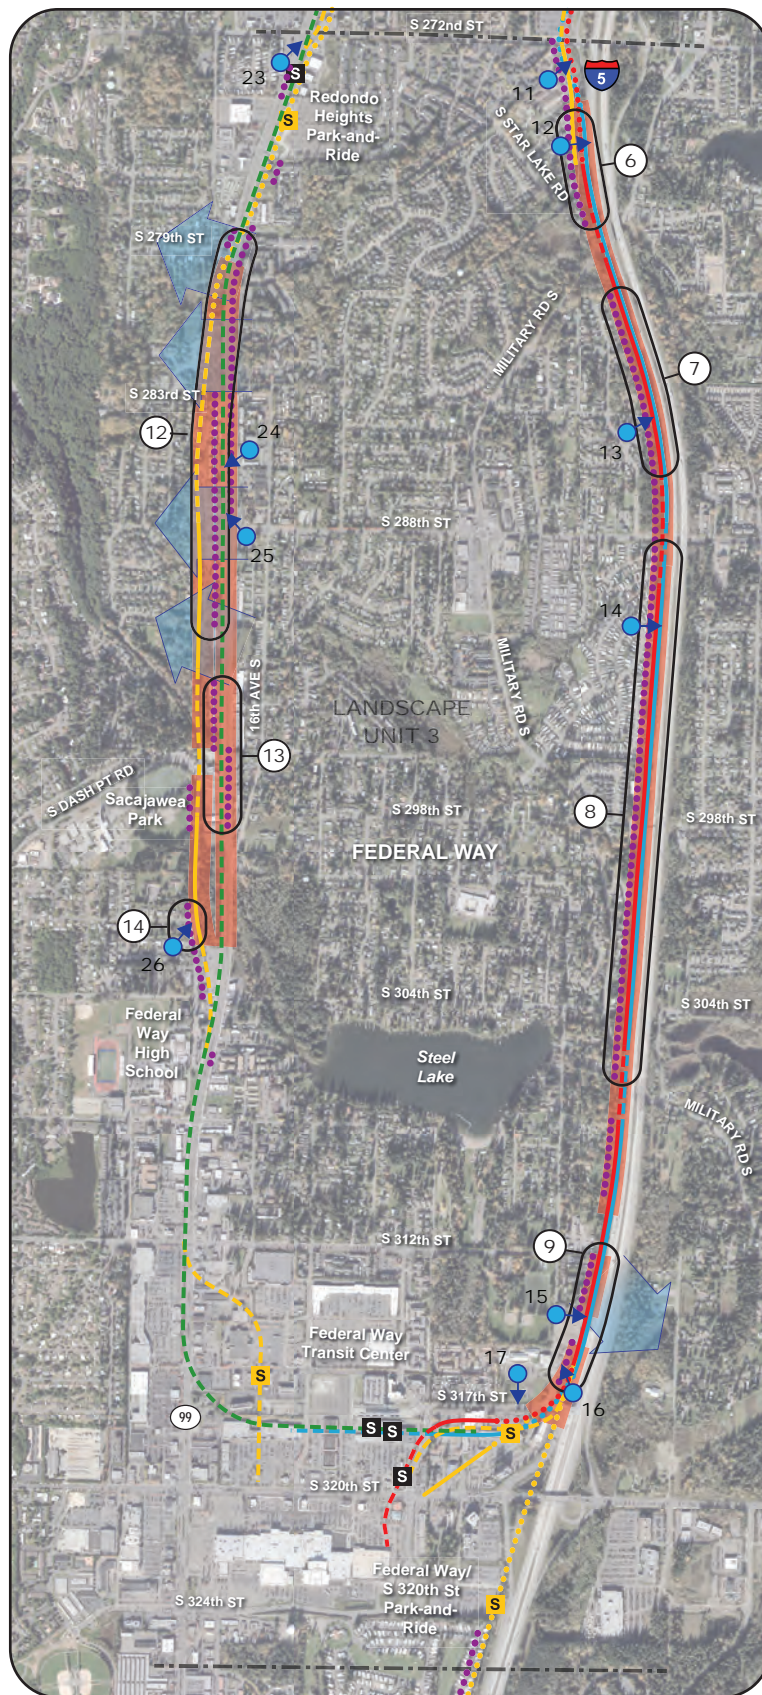 S 272nd ST
23
S
5
11
Redondo
Heights
Park-and-
Ride
S
12
S STAR LAKE RD
6
S 279th ST
MILITARY RD S
7
S 283rd ST
12
24
13
S 288th ST
25
14
MILITARY RD S
16th AVE S
LANDSCAPE
UNIT 3
13
S DASH PT RD
Sacajawea
Park
S 298th ST
8
S 298th ST
FEDERAL WAY
14
26
S 304th ST
S 304th ST
Federal
Way
High
School
Steel
Lake
MILITARY RD S
S 312th ST
9
15
Federal Way
Transit Center
17
S
S 317th ST
16
99
S
S
S
S
S 320th ST
Federal Way/
S 320th St
Park-and-
Ride
S 324th ST
S